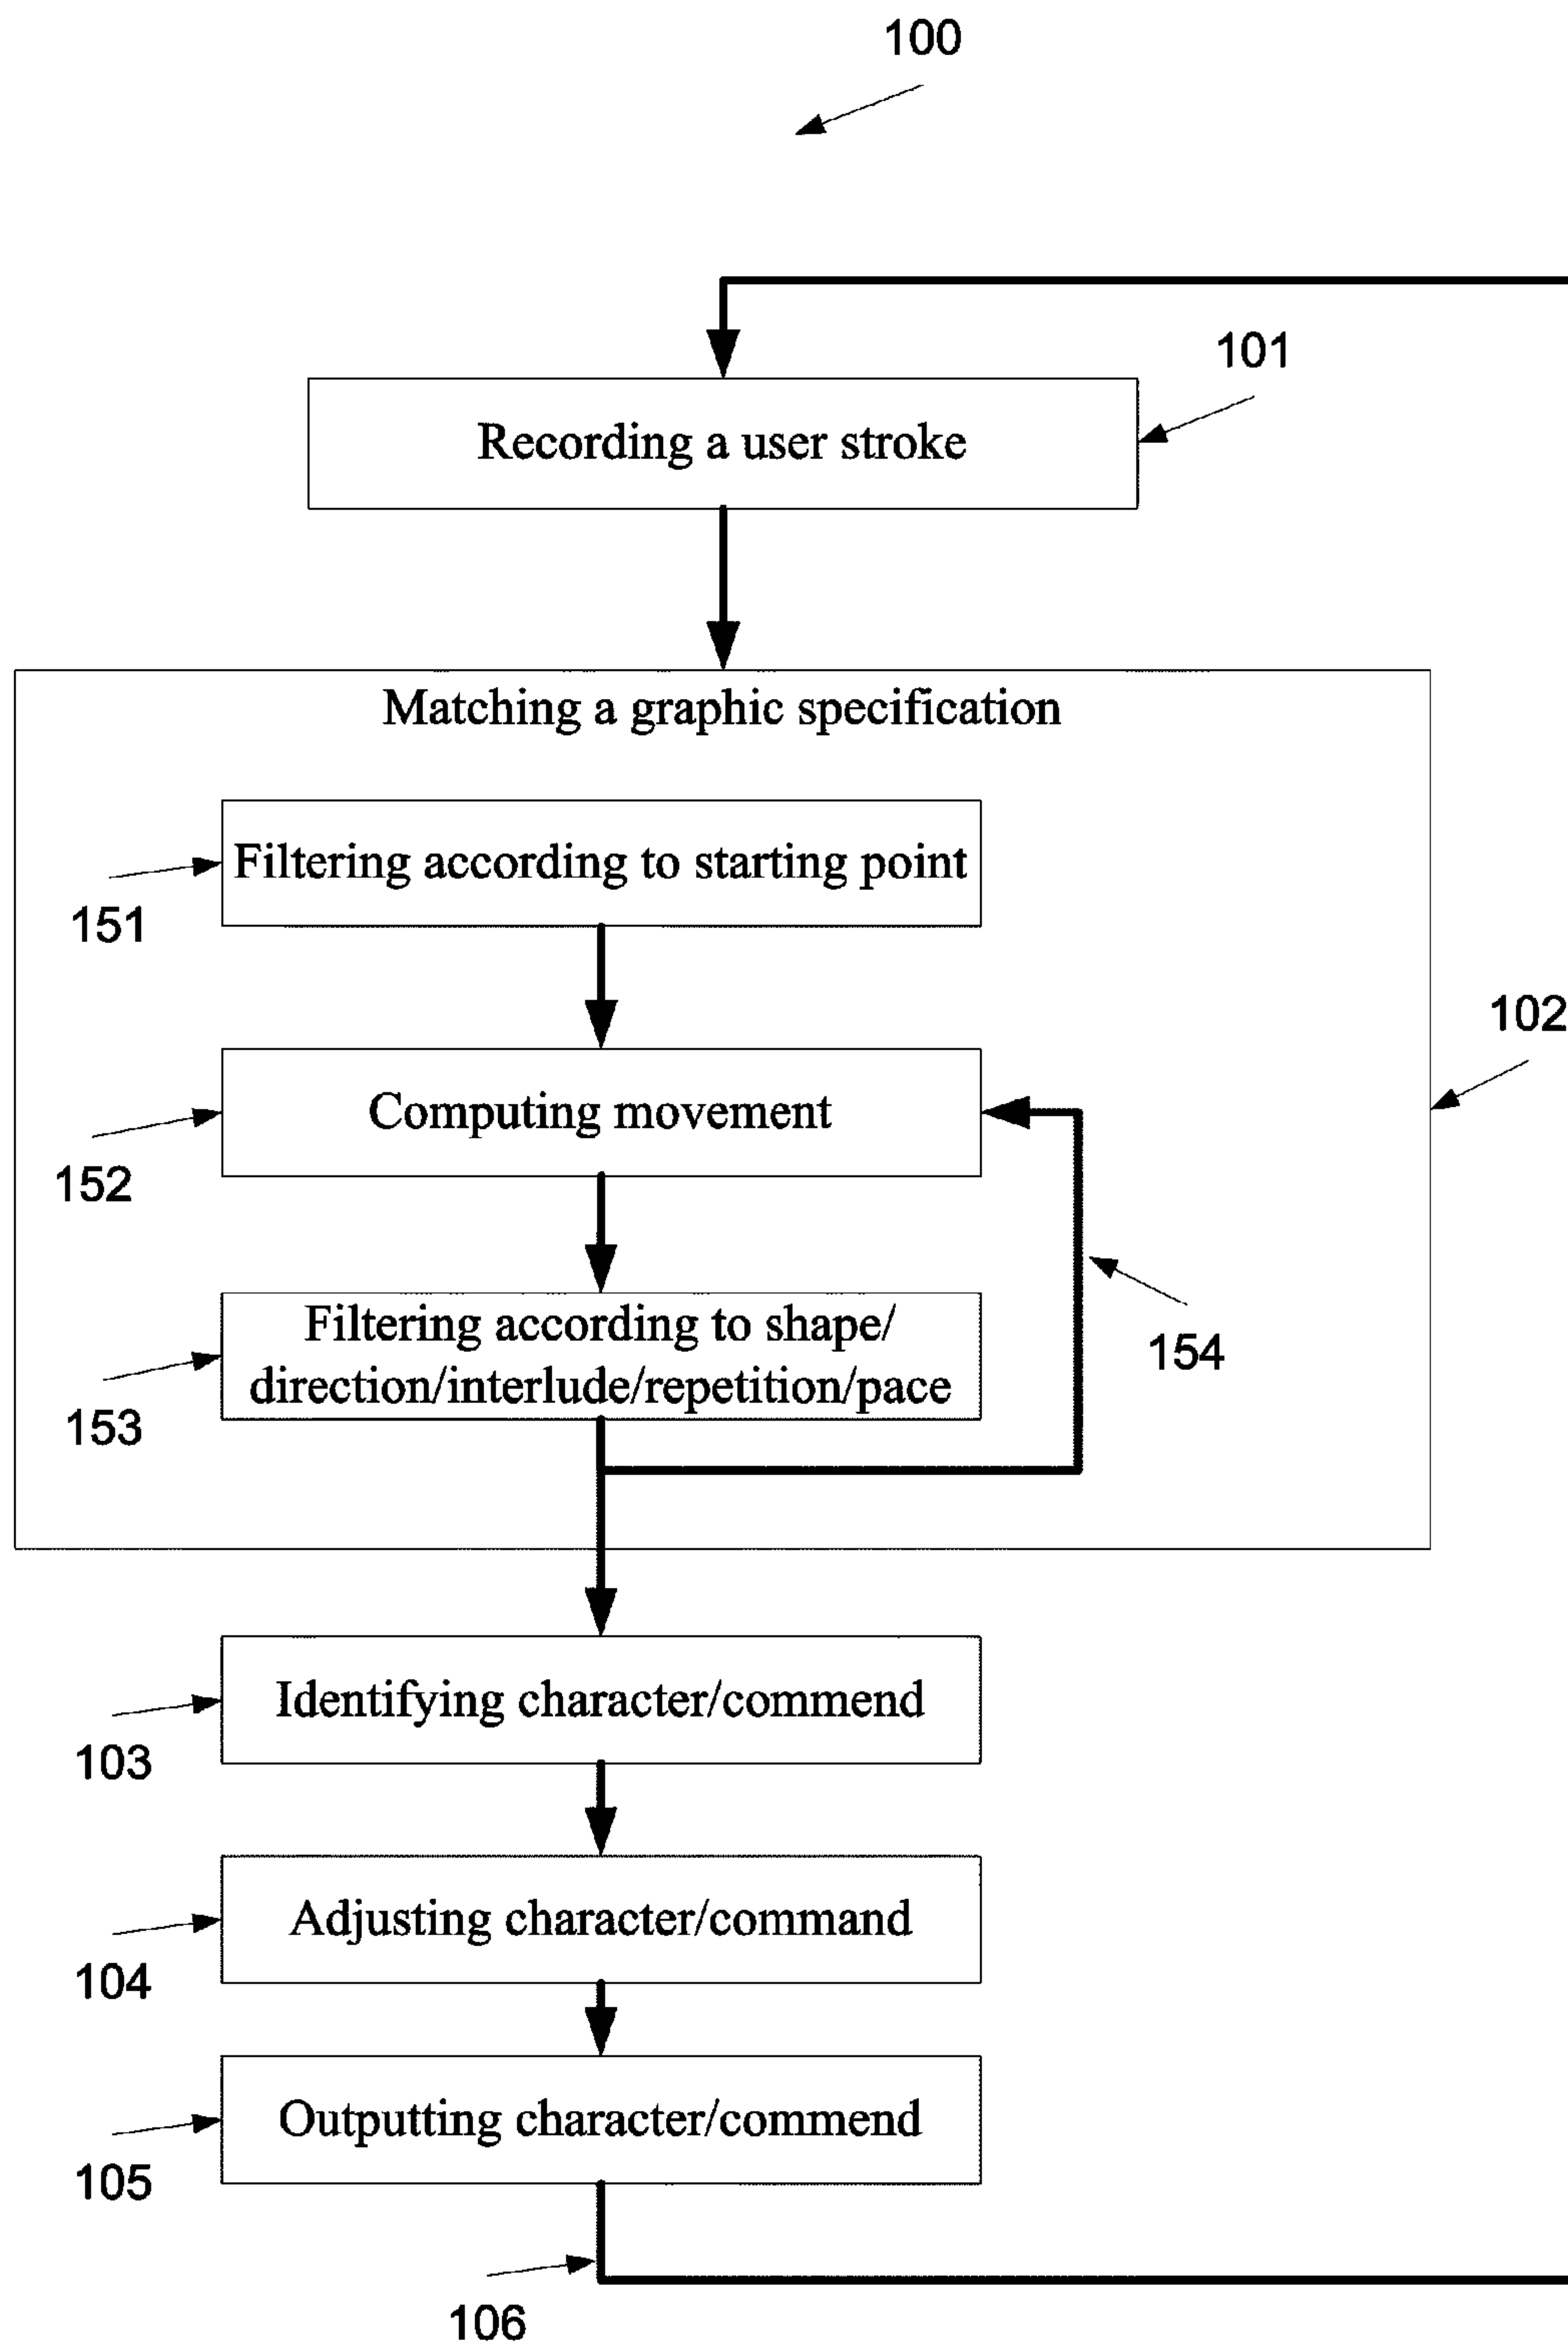 100
101
Recording a user stroke
Matching a graphic specification
Filtering according to starting point
151
102
Computing movement
152
Filtering according to shape/
direction/interlude/repetition/pace
154
153
Identifying character/commend
103
Adjusting character/command
104
Outputting character/commend
105
106